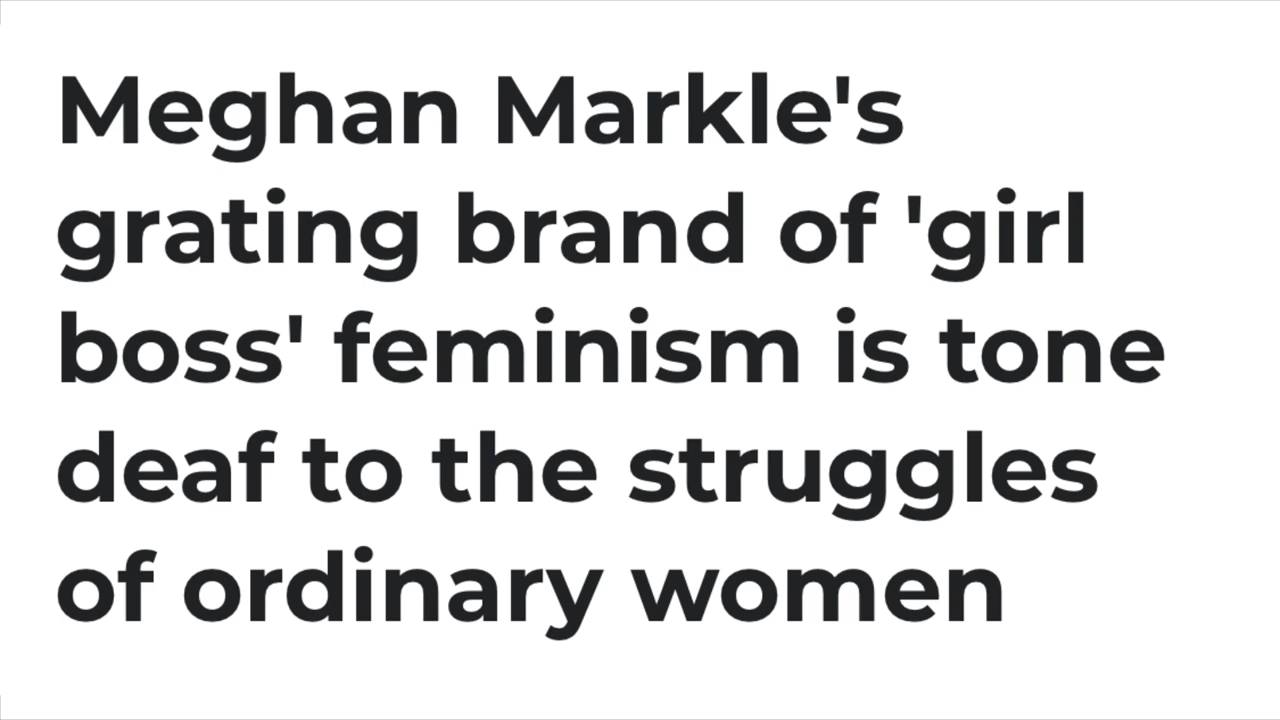 Meghan Markle's
grating brand of 'girl
boss' feminism is tone
deaf to the struggles
of ordinary women